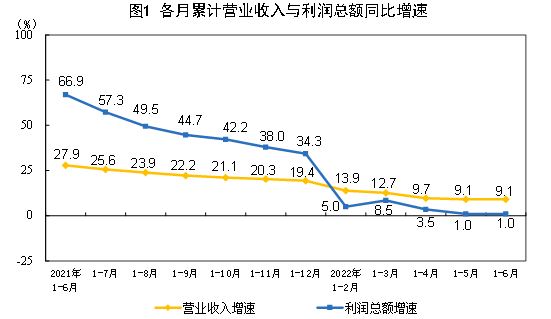 图1 各月累计营业收入与利润总额同比增速
(%)
100
75
50
25
0
-25
66.9
57.3
49.5
44.7
42.2
38.0
34.3
5.0
8.5
3.5
1.0
1.0
27.9
25.6
23.9
22.2
21.1
20.3
19.4
13.9
12.7
9.7
9.1
9.1
2021年
1-6月
1-7月
1-8月
1-9月
1-10月
1-11月
1-12月
2022年
1-2月
1-3月
1-4月
1-5月
1-6月
营业收入增速
利润总额增速